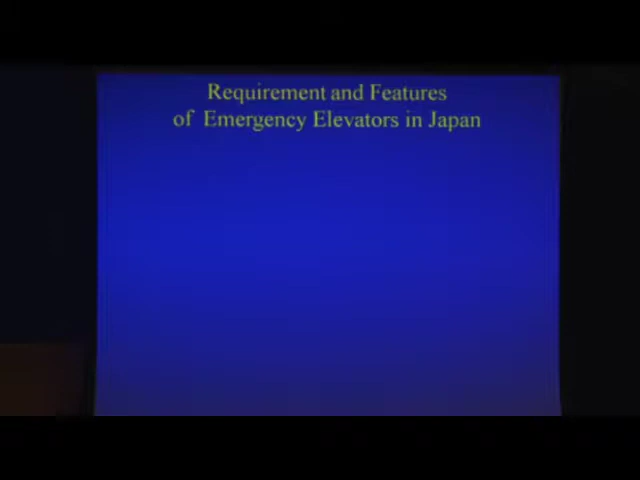 Requirement and Features
of Emergency Elevators in Japan